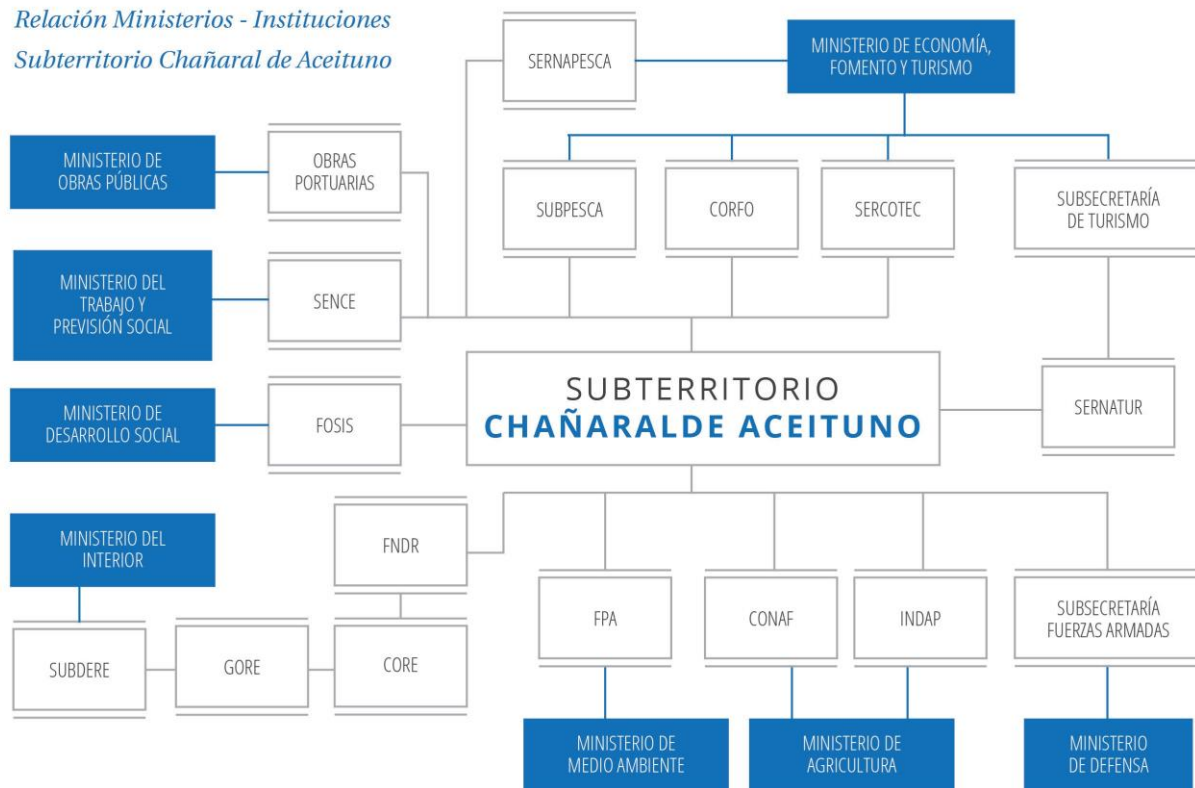 Relación Ministerios - Instituciones
Subterritorio Chañaral de Aceituno
SERNAPESCA
MINISTERIO DE ECONOMÍA,
FOMENTO Y TURISMO
MINISTERIO DE
OBRAS PÚBLICAS
OBRAS
PORTUARIAS
SUBPESCA
CORFO
SERCOTEC
SUBSECRETARÍA
DE TURISMO
MINISTERIO DEL
TRABAJO Y
PREVISIÓN SOCIAL
SENCE
SUBTERRITORIO
CHAÑARALDE ACEITUNO
SERNATUR
MINISTERIO DE
DESARROLLO SOCIAL
FOSIS
MINISTERIO DEL
INTERIOR
FNDR
SUBDERE
GORE
CORE
FPA
CONAF
INDAP
SUBSECRETARÍA
FUERZAS ARMADAS
MINISTERIO DE
MEDIO AMBIENTE
MINISTERIO DE
AGRICULTURA
MINISTERIO
DE DEFENSA